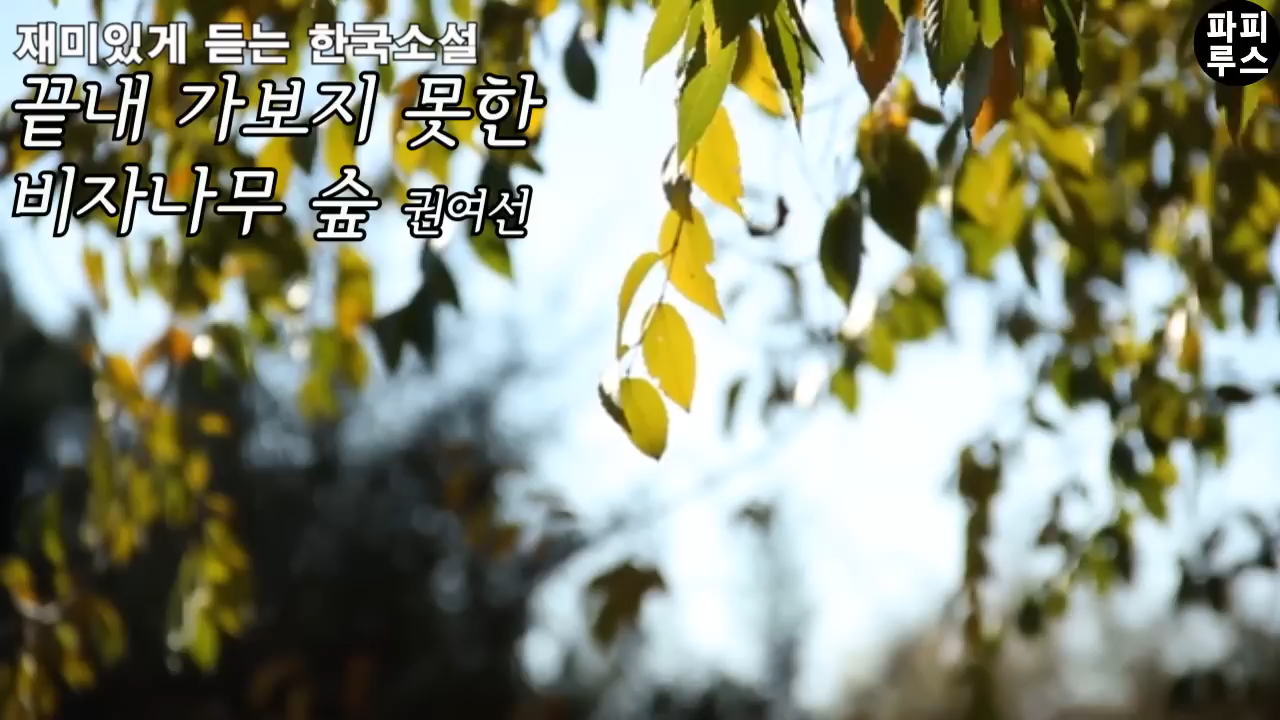 재미있게 듣는 한국소설
끝내 가보지 못한
비자나무 숲 권여선
파피
루스